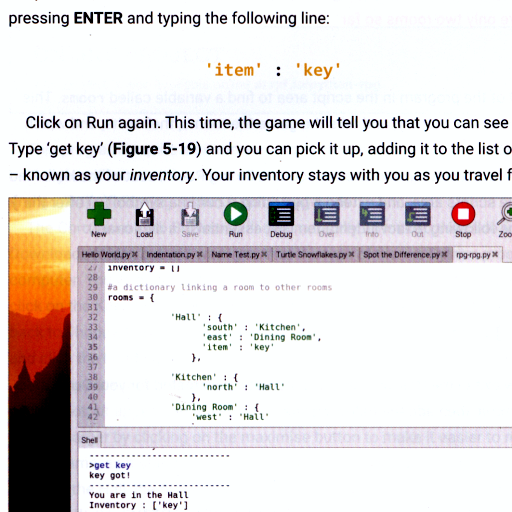 pressing ENTER and typing the following line:
'item' : 'key'
Click on Run again. This time, the game will tell you that you can see
Type 'get key' (Figure 5-19) and you can pick it up, adding it to the list o
– known as your inventory. Your inventory stays with you as you travel f
New Load Save Run Debug Over Into Out Stop Zoo
Hello World.py ✖ Indentation.py ✖ Name Test.py ✖ Turtle Snowflakes.py ✖ Spot the Difference.py ✖ rpg-rpg.py ✖
27 inventory = []
28
29 #a dictionary linking a room to other rooms
30 rooms = {
31
32 'Hall' : {
33 'south' : 'Kitchen',
34 'east' : 'Dining Room',
35 'item' : 'key'
36 },
37
38 'Kitchen' : {
39 'north' : 'Hall'
40 },
41 'Dining Room' : {
42 'west' : 'Hall'
Shell
---------------------------
>get key
key got!
---------------------------
You are in the Hall
Inventory : ['key']